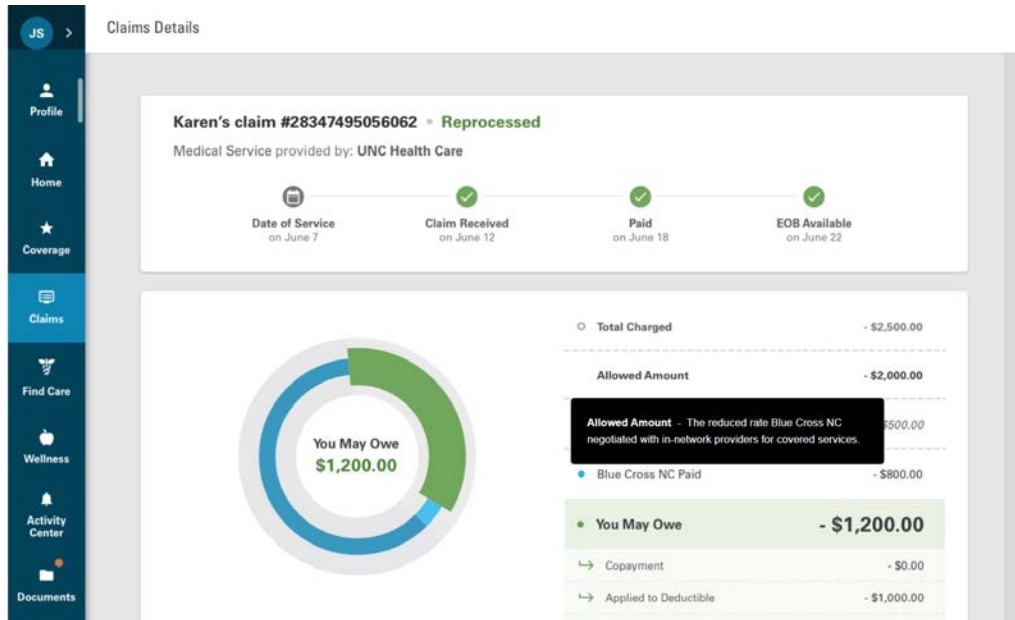 JS >
Claims Details
Profile
Home
Coverage
Claims
Find Care
Wellness
Activity
Center
Documents
Karen's claim #28347495056062 • Reprocessed
Medical Service provided by: UNC Health Care
Date of Service
on June 7
Claim Received
on June 12
Paid
on June 18
EOB Available
on June 22
You May Owe
$1,200.00
Total Charged - $2,500.00
Allowed Amount - $2,000.00
Allowed Amount - The reduced rate Blue Cross NC
negotiated with in-network providers for covered services.
$500.00
Blue Cross NC Paid - $800.00
You May Owe - $1,200.00
Copayment - $0.00
Applied to Deductible - $1,000.00